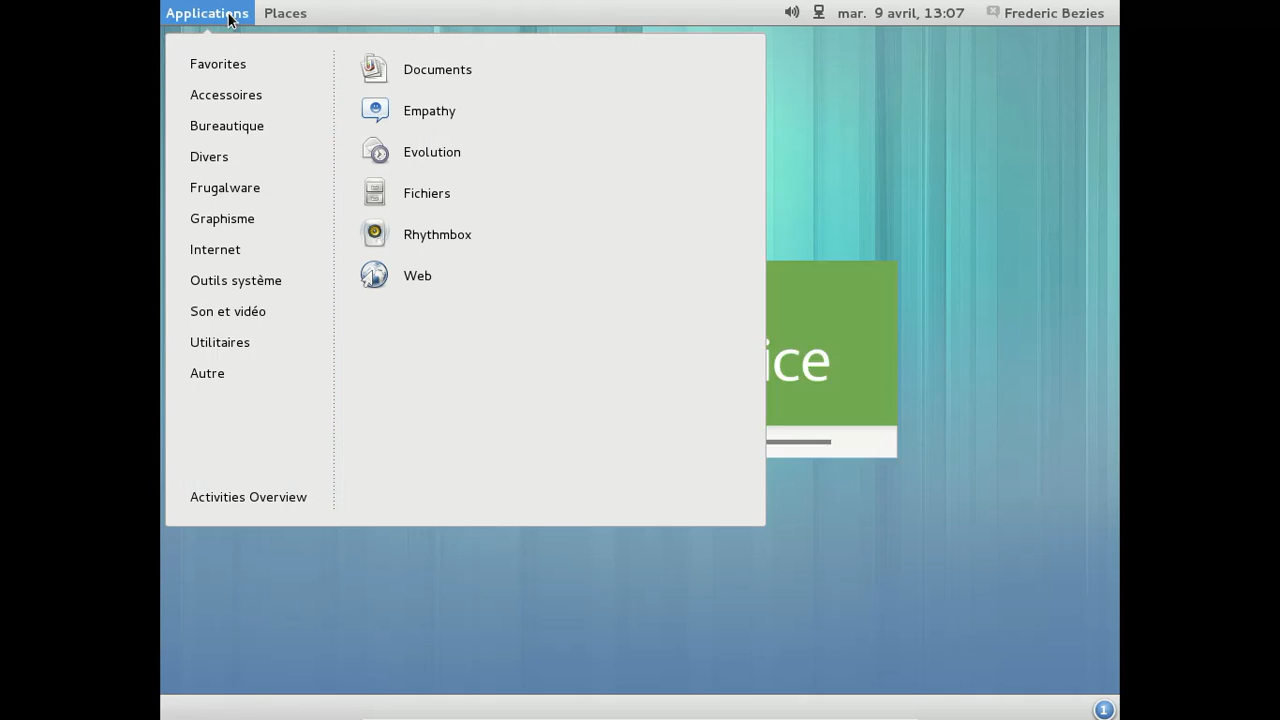 Applications Places mar. 9 avril, 13:07 Frederic Bezies
Favorites
Accessoires
Bureautique
Divers
Frugalware
Graphisme
Internet
Outils système
Son et vidéo
Utilitaires
Autre
Activities Overview
Documents
Empathy
Evolution
Fichiers
Rhythmbox
Web
ice
1